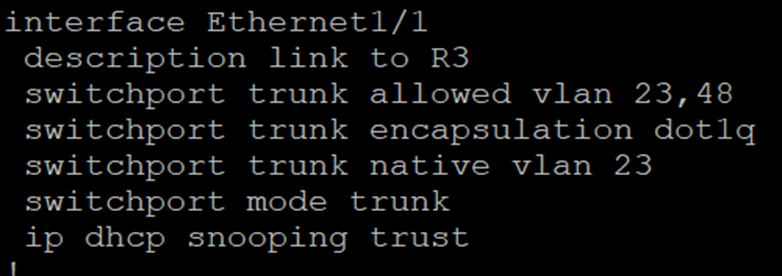 interface Ethernet1/1
description link to R3
switchport trunk allowed vlan 23,48
switchport trunk encapsulation dot1q
switchport trunk native vlan 23
switchport mode trunk
ip dhcp snooping trust
!